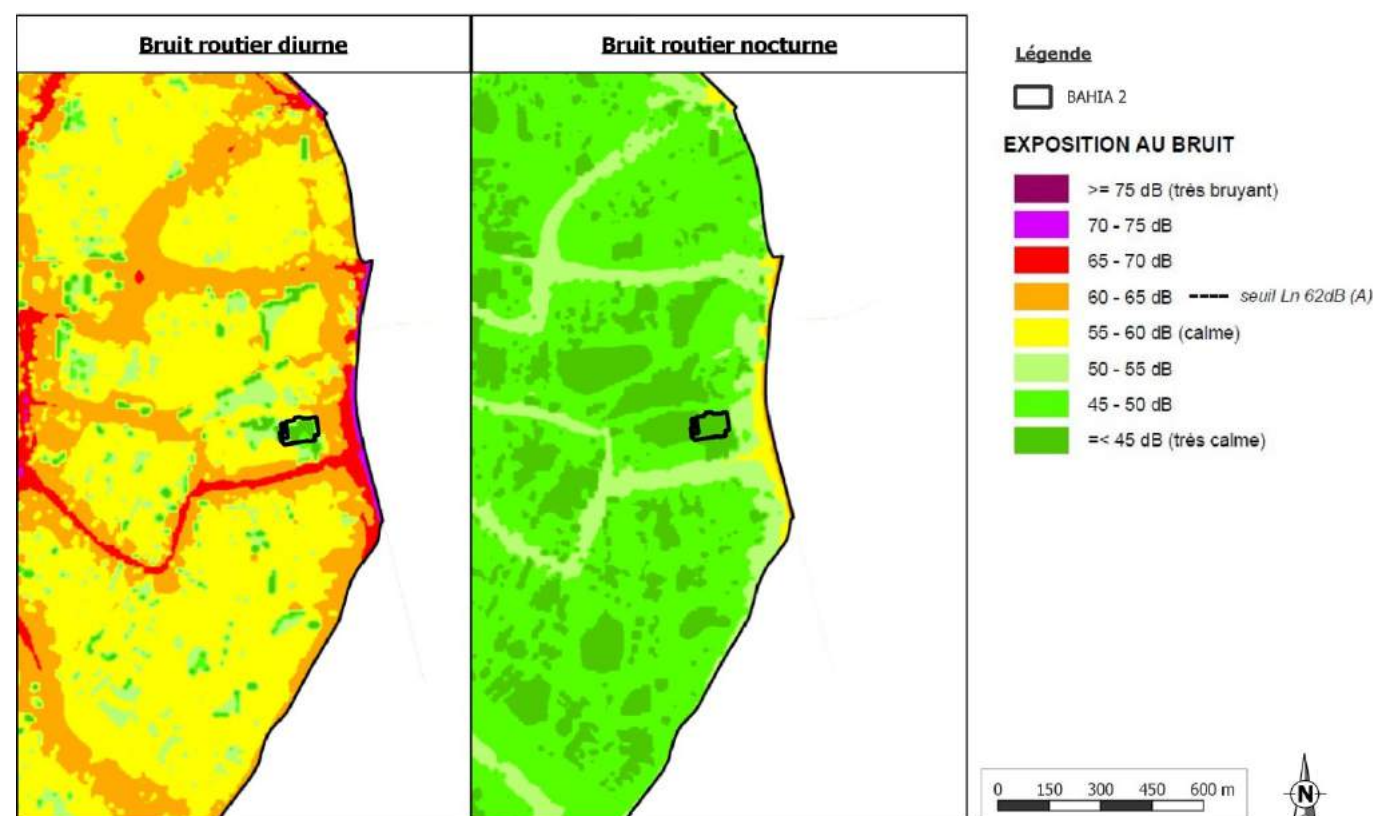 Bruit routier diurne
Bruit routier nocturne
Légende
BAHIA 2
EXPOSITION AU BRUIT
>= 75 dB (très bruyant)
70 - 75 dB
65 - 70 dB
60 - 65 dB ---- seuil Ln 62dB (A)
55 - 60 dB (calme)
50 - 55 dB
45 - 50 dB
=< 45 dB (très calme)
0 150 300 450 600 m
N